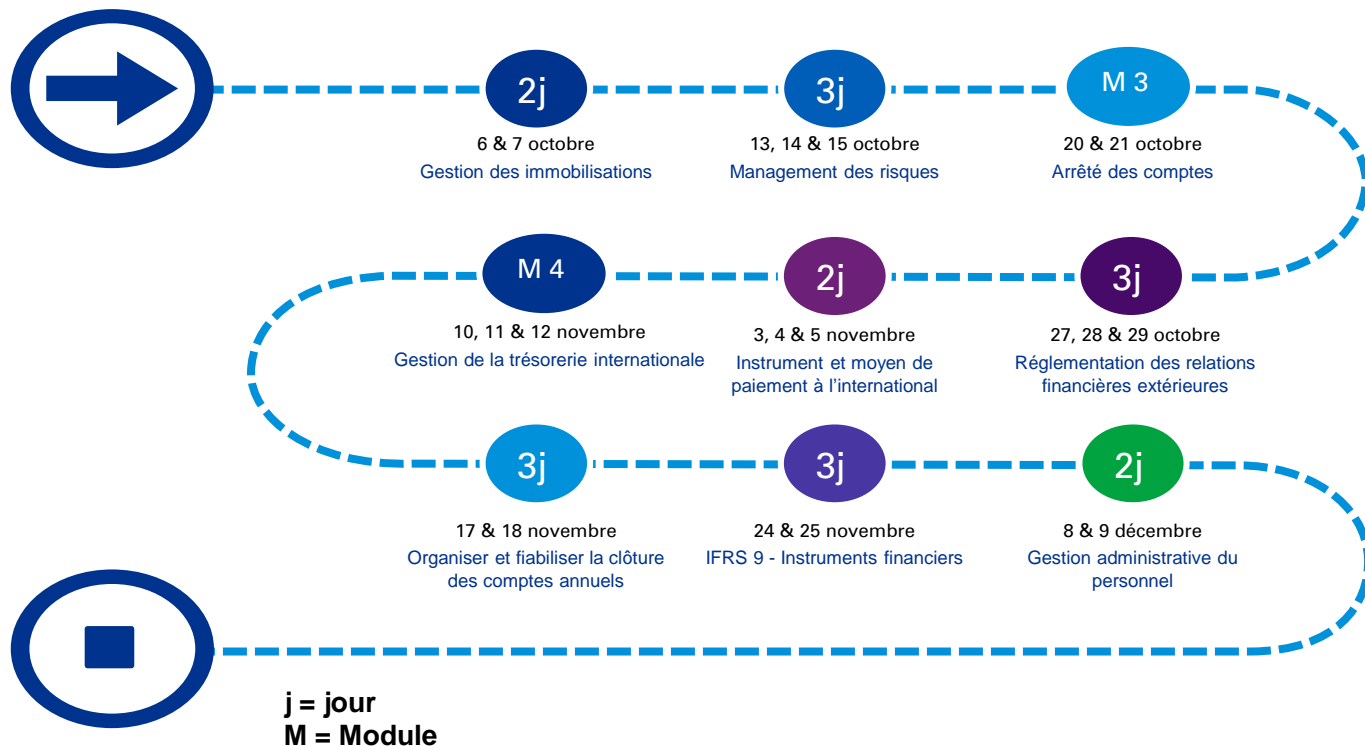 2j
6 & 7 octobre
Gestion des immobilisations
3j
13, 14 & 15 octobre
Management des risques
M 3
20 & 21 octobre
Arrêté des comptes
M 4
10, 11 & 12 novembre
Gestion de la trésorerie internationale
2j
3, 4 & 5 novembre
Instrument et moyen de
paiement à l'international
3j
27, 28 & 29 octobre
Réglementation des relations
financières extérieures
3j
17 & 18 novembre
Organiser et fiabiliser la clôture
des comptes annuels
3j
24 & 25 novembre
IFRS 9 - Instruments financiers
2j
8 & 9 décembre
Gestion administrative du
personnel
j = jour
M = Module